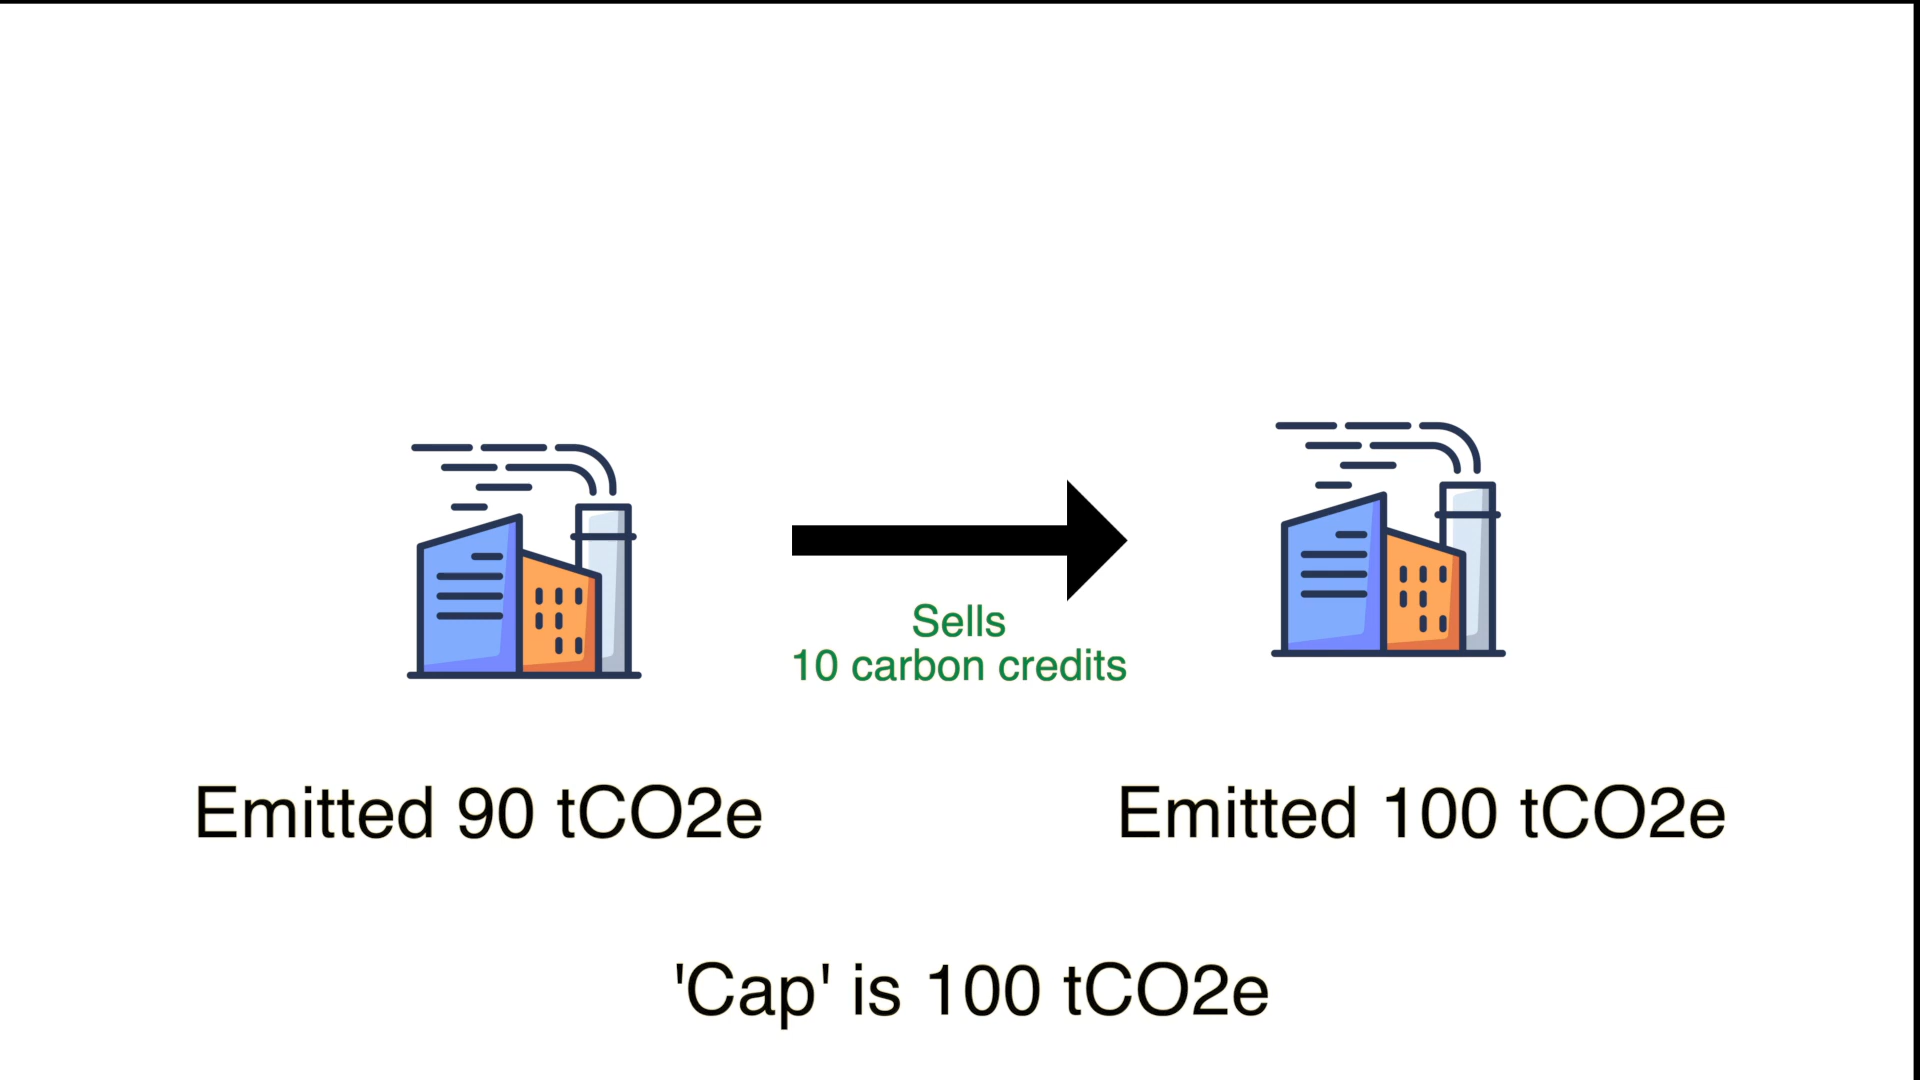 Sells
10 carbon credits
Emitted 90 tCO2e
Emitted 100 tCO2e
'Cap' is 100 tCO2e